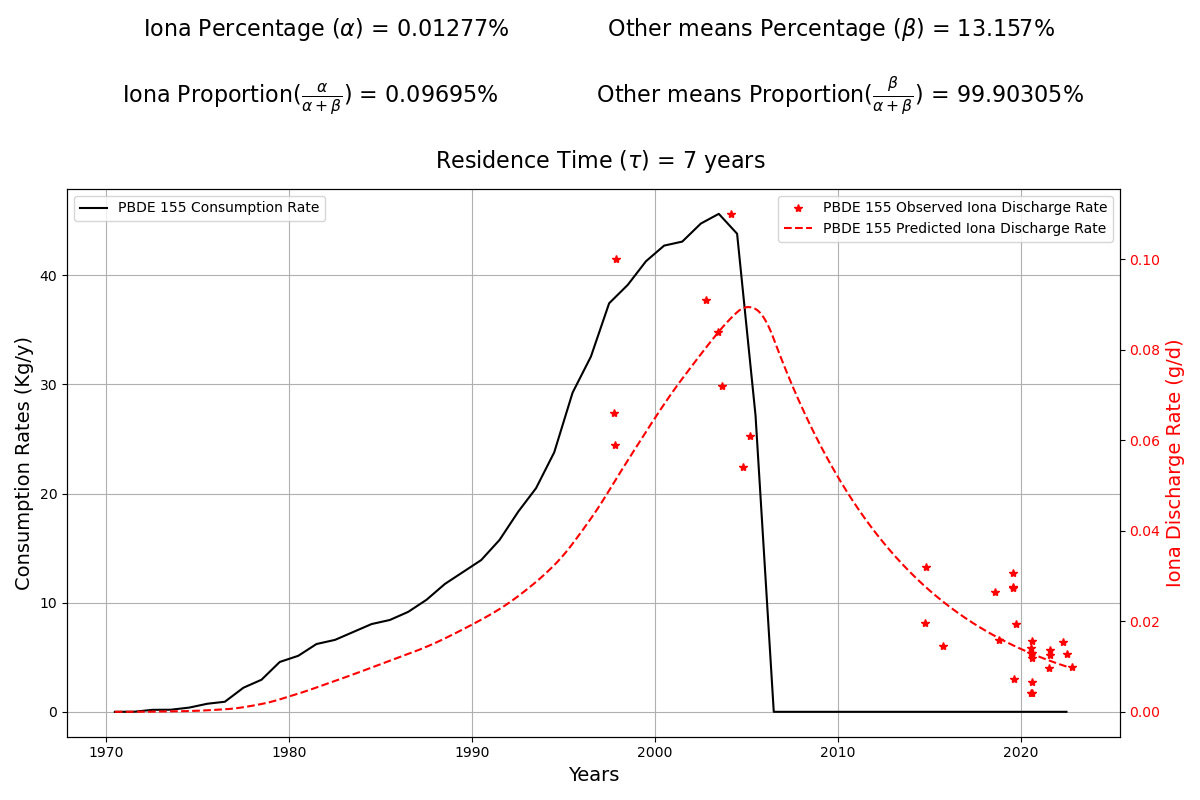 Iona Percentage (α) = 0.01277% Other means Percentage (β) = 13.157%
Iona Proportion(α/α+β) = 0.09695% Other means Proportion(β/α+β) = 99.90305%
Residence Time (τ) = 7 years
PBDE 155 Consumption Rate
PBDE 155 Observed Iona Discharge Rate
PBDE 155 Predicted Iona Discharge Rate
Consumption Rates (Kg/y)
40
30
20
10
0
0.10
0.08
0.06
0.04
0.02
0.00
Iona Discharge Rate (g/d)
1970 1980 1990 2000 2010 2020
Years